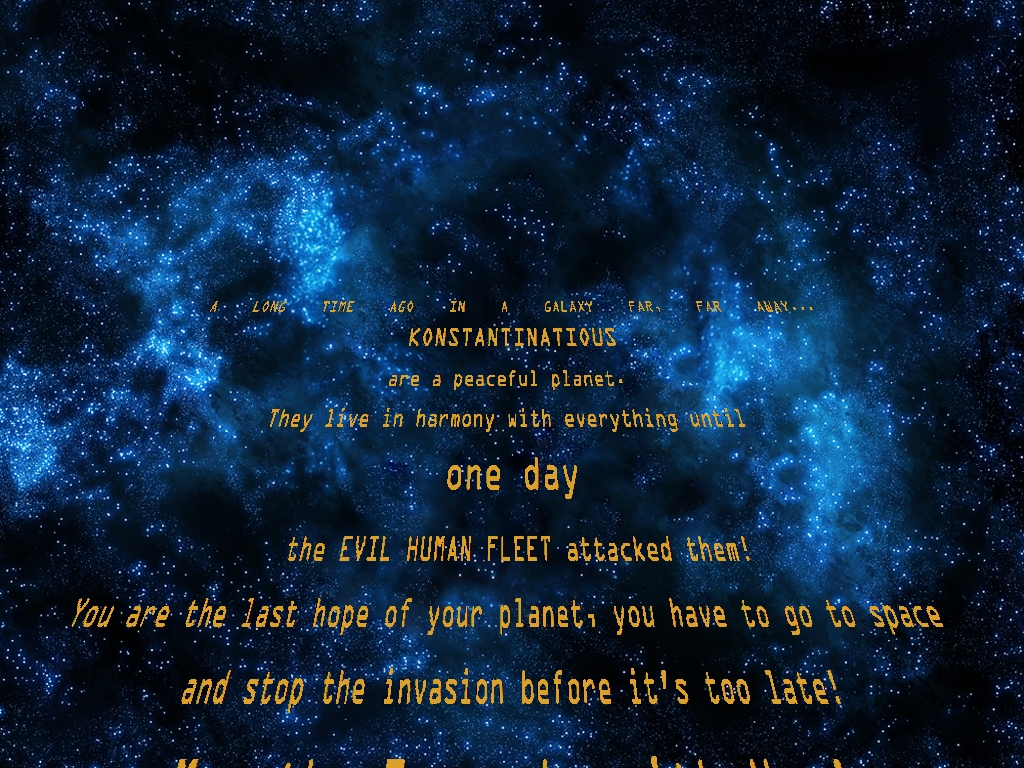 A LONG TIME AGO IN A GALAXY FAR, FAR AWAY...
KONSTANTINATIOUS
are a peaceful planet.
They live in harmony with everything until
one day
the EVIL HUMAN FLEET attacked them!
You are the last hope of your planet, you have to go to space
and stop the invasion before it's too late!